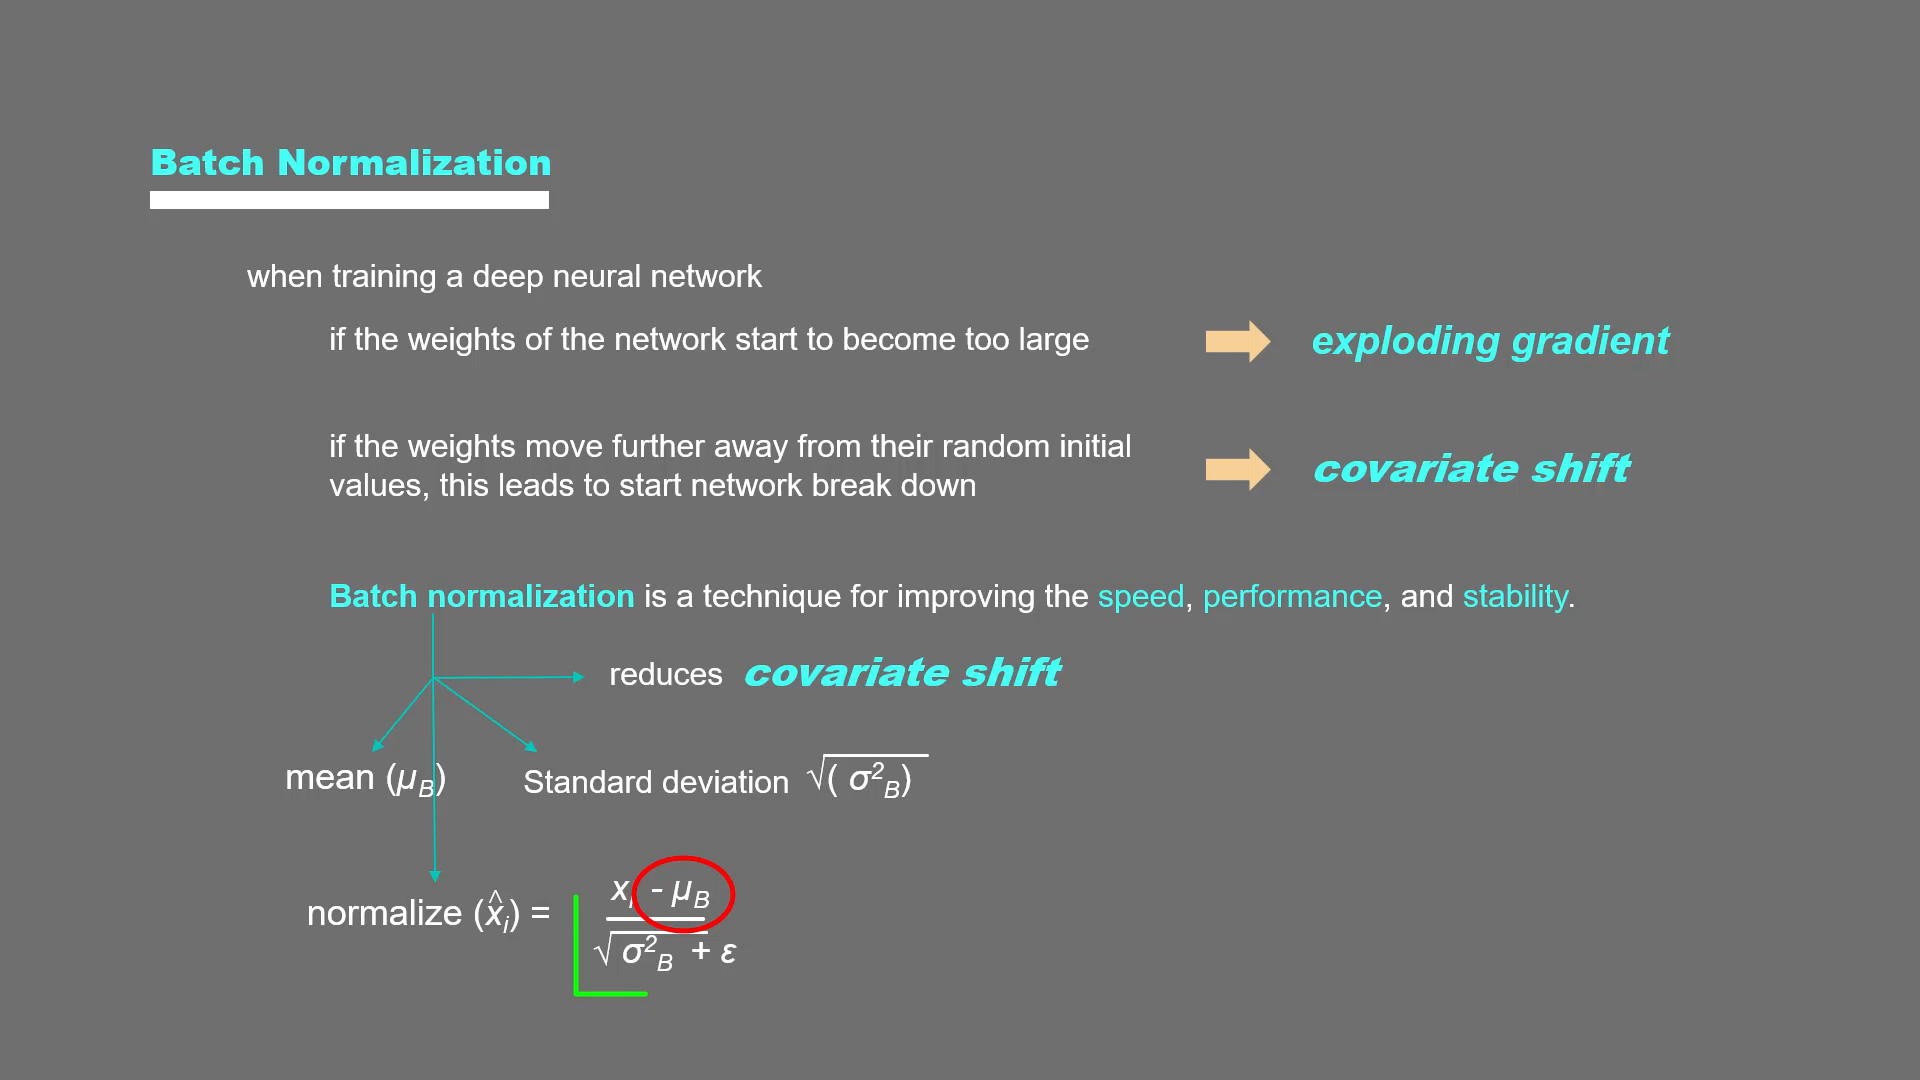 Batch Normalization
when training a deep neural network
if the weights of the network start to become too large
exploding gradient
if the weights move further away from their random initial
values, this leads to start network break down
covariate shift
Batch normalization is a technique for improving the speed, performance, and stability.
reduces covariate shift
mean (μB)
Standard deviation √( σ²B)
normalize (x̂i) =
xi - μB
√ σ²B + ε